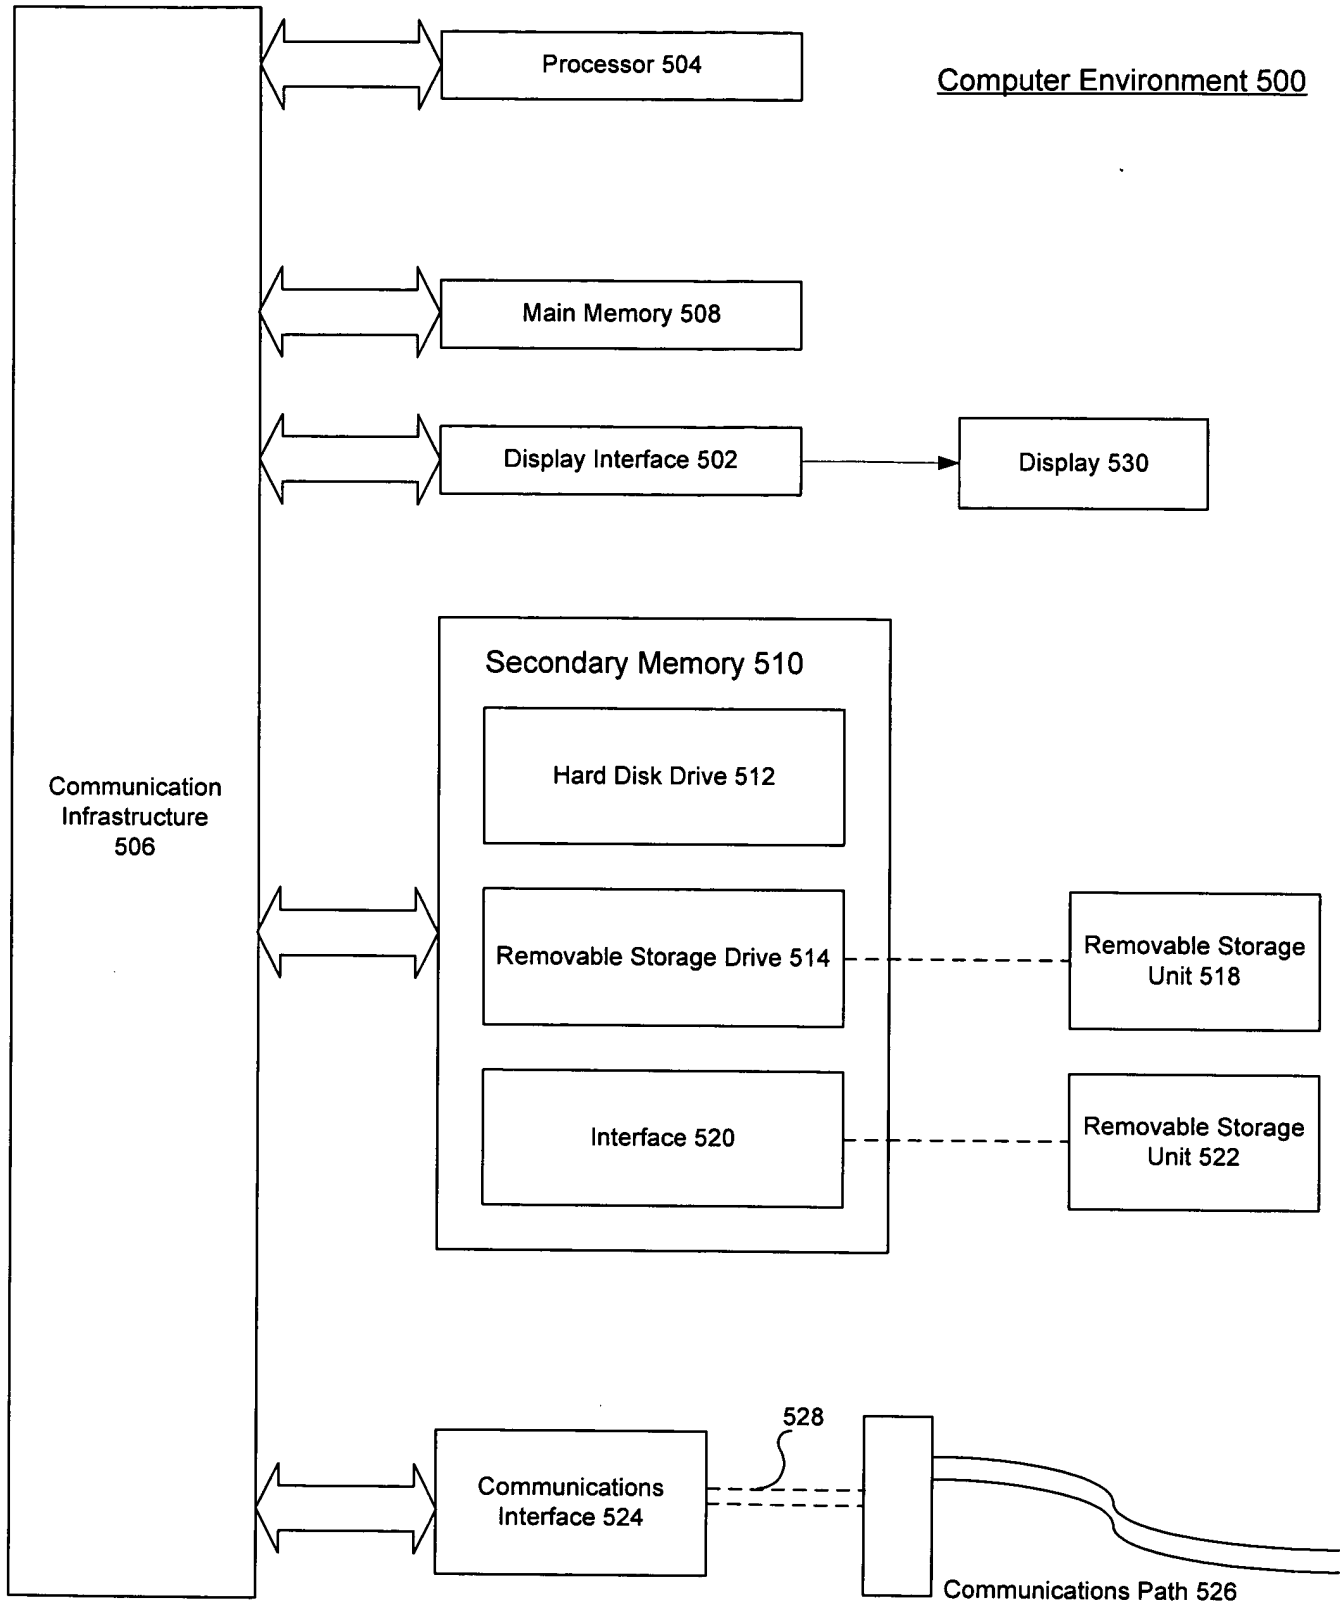 Processor 504
Computer Environment 500
Main Memory 508
Display Interface 502
Display 530
Secondary Memory 510
Hard Disk Drive 512
Communication
Infrastructure
506
Removable Storage Drive 514
Removable Storage
Unit 518
Interface 520
Removable Storage
Unit 522
528
Communications
Interface 524
Communications Path 526